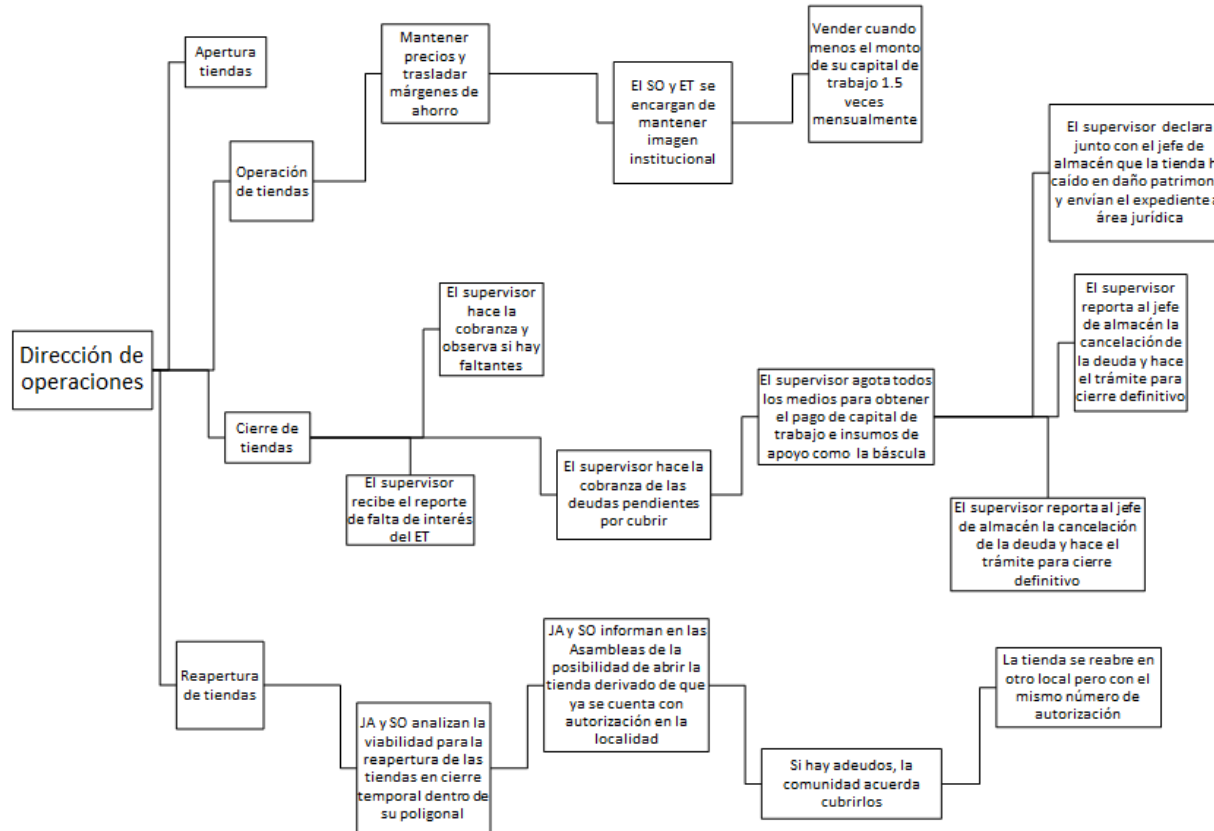 Apertura
tiendas
Mantener
precios y
trasladar
márgenes de
ahorro
El SO y ET se
encargan de
mantener
imagen
institucional
Vender cuando
menos el monto
de su capital de
trabajo 1.5
veces
mensualmente
Operación
de tiendas
El supervisor declara
junto con el jefe de
almacén que la tienda h
caído en daño patrimon
y envían el expediente a
área jurídica
Dirección de
operaciones
El supervisor
hace la
cobranza y
observa si hay
faltantes
El supervisor
reporta al jefe
de almacén la
cancelación de
la deuda y hace
el trámite para
cierre definitivo
Cierre de
tiendas
El supervisor
recibe el reporte
de falta de interés
del ET
El supervisor hace la
cobranza de las
deudas pendientes
por cubrir
El supervisor agota todos
los medios para obtener
el pago de capital de
trabajo e insumos de
apoyo como la báscula
El supervisor reporta al jefe
de almacén la cancelación
de la deuda y hace el
trámite para cierre
definitivo
Reapertura
de tiendas
JA y SO analizan la
viabilidad para la
reapertura de las
tiendas en cierre
temporal dentro de
su poligonal
JA y SO informan en las
Asambleas de la
posibilidad de abrir la
tienda derivado de que
ya se cuenta con
autorización en la
localidad
Si hay adeudos, la
comunidad acuerda
cubrirlos
La tienda se reabre en
otro local pero con el
mismo número de
autorización